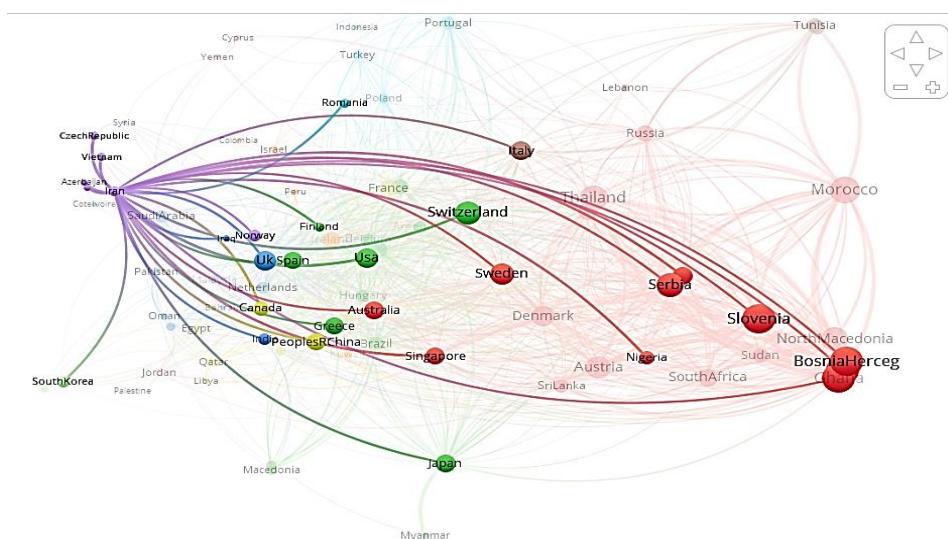 Portugal
Tunisia
Indonesia
Cyprus
Turkey
Yemen
Lebanon
Romania
Poland
Syria
CzechRepublic
Russia
Colombia
Israel
Italy
Vietnam
Azerbaijan
Iran
Peru
France
Thailand
Morocco
Cotelvoire
SaudiArabia
Switzerland
Finland
Iraq
Norway
Uk
Spain
Usa
Pakistan
Sweden
Netherlands
Serbia
Hungary
Canada
Australia
Oman
Denmark
Slovenia
Egypt
Greece
India
PeoplesRChina
Brazil
NorthMacedonia
Singapore
Nigeria
Sudan
BosniaHerceg
Qatar
Austria
Jordan
Libya
SouthKorea
SriLanka
SouthAfrica
Ghana
Palestine
Japan
Macedonia
Myanmar